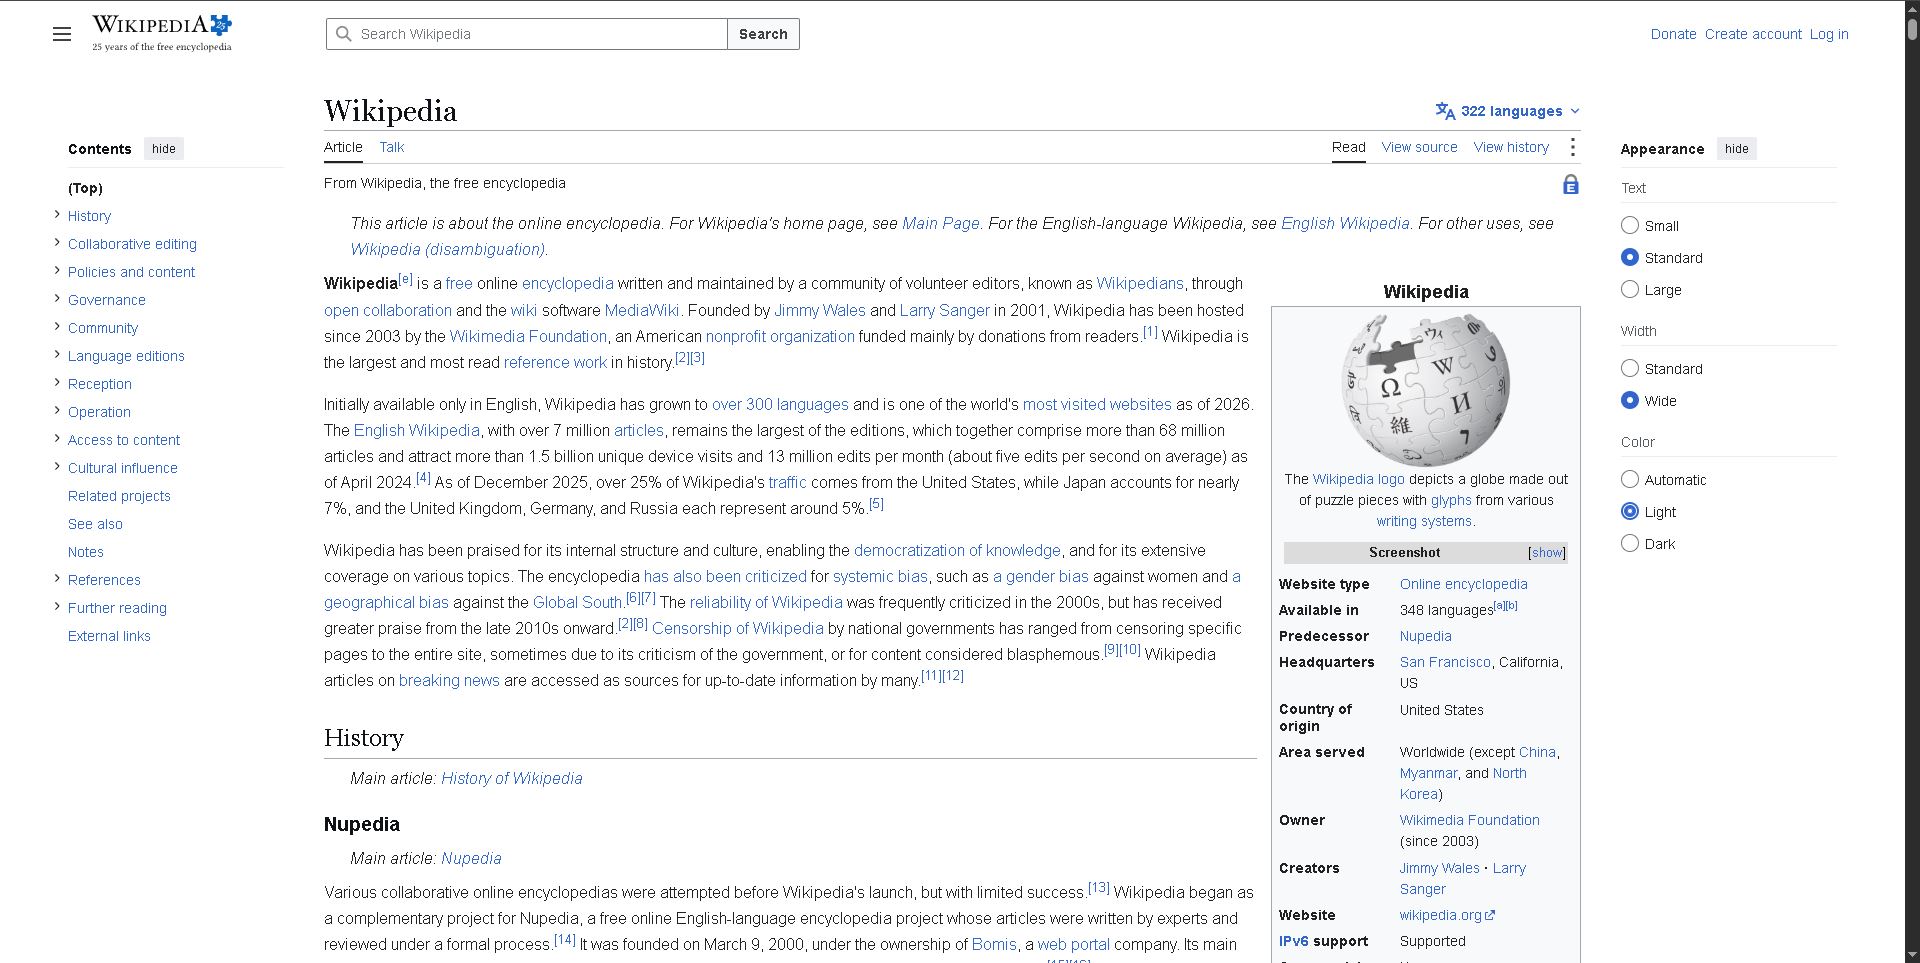 WIKIPEDIA 25
25 years of the free encyclopedia
Search Wikipedia
Search
Donate Create account Log in
Contents hide
(Top)
History
Collaborative editing
Policies and content
Governance
Community
Language editions
Reception
Operation
Access to content
Cultural influence
Related projects
See also
Notes
References
Further reading
External links
Wikipedia
322 languages
Article Talk
Read View source View history
From Wikipedia, the free encyclopedia
This article is about the online encyclopedia. For Wikipedia's home page, see Main Page. For the English-language Wikipedia, see English Wikipedia. For other uses, see
Wikipedia (disambiguation).
Wikipedia[e] is a free online encyclopedia written and maintained by a community of volunteer editors, known as Wikipedians, through
open collaboration and the wiki software MediaWiki. Founded by Jimmy Wales and Larry Sanger in 2001, Wikipedia has been hosted
since 2003 by the Wikimedia Foundation, an American nonprofit organization funded mainly by donations from readers.[1] Wikipedia is
the largest and most read reference work in history.[2][3]
Initially available only in English, Wikipedia has grown to over 300 languages and is one of the world's most visited websites as of 2026.
The English Wikipedia, with over 7 million articles, remains the largest of the editions, which together comprise more than 68 million
articles and attract more than 1.5 billion unique device visits and 13 million edits per month (about five edits per second on average) as
of April 2024.[4] As of December 2025, over 25% of Wikipedia's traffic comes from the United States, while Japan accounts for nearly
7%, and the United Kingdom, Germany, and Russia each represent around 5%.[5]
Wikipedia has been praised for its internal structure and culture, enabling the democratization of knowledge, and for its extensive
coverage on various topics. The encyclopedia has also been criticized for systemic bias, such as a gender bias against women and a
geographical bias against the Global South.[6][7] The reliability of Wikipedia was frequently criticized in the 2000s, but has received
greater praise from the late 2010s onward.[2][8] Censorship of Wikipedia by national governments has ranged from censoring specific
pages to the entire site, sometimes due to its criticism of the government, or for content considered blasphemous.[9][10] Wikipedia
articles on breaking news are accessed as sources for up-to-date information by many.[11][12]
History
Main article: History of Wikipedia
Nupedia
Main article: Nupedia
Various collaborative online encyclopedias were attempted before Wikipedia's launch, but with limited success.[13] Wikipedia began as
a complementary project for Nupedia, a free online English-language encyclopedia project whose articles were written by experts and
reviewed under a formal process.[14] It was founded on March 9, 2000, under the ownership of Bomis, a web portal company. Its main
Wikipedia
Ω W И 維
The Wikipedia logo depicts a globe made out
of puzzle pieces with glyphs from various
writing systems.
Screenshot [show]
Website type Online encyclopedia
Available in 348 languages[a][b]
Predecessor Nupedia
Headquarters San Francisco, California,
US
Country of
origin United States
Area served Worldwide (except China,
Myanmar, and North
Korea)
Owner Wikimedia Foundation
(since 2003)
Creators Jimmy Wales · Larry
Sanger
Website wikipedia.org
IPv6 support Supported
Appearance hide
Text
Small
Standard
Large
Width
Standard
Wide
Color
Automatic
Light
Dark